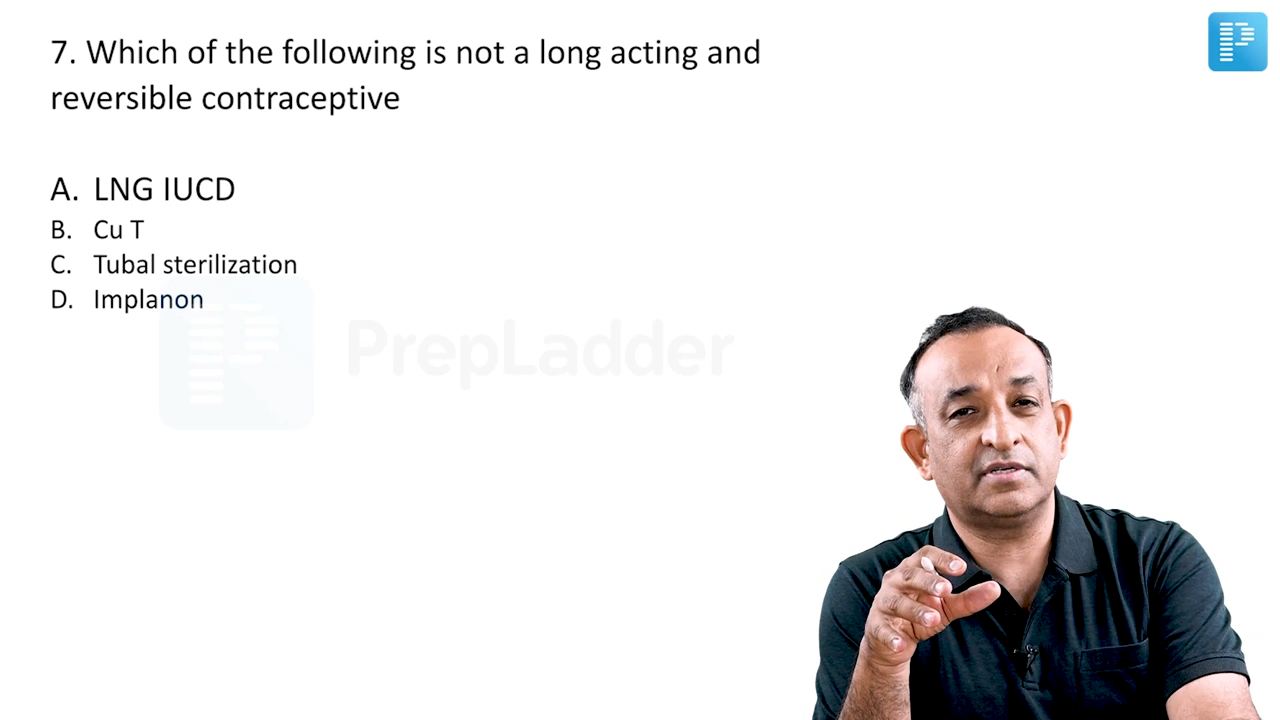 7. Which of the following is not a long acting and
reversible contraceptive
A. LNG IUCD
B. Cu T
C. Tubal sterilization
D. Implanon
PrepLadder